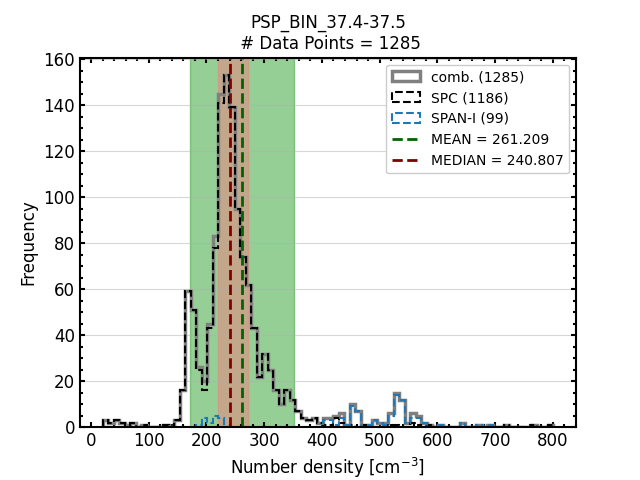 PSP_BIN_37.4-37.5
# Data Points = 1285
160
140
120
100
80
60
40
20
0
Frequency
comb. (1285)
SPC (1186)
SPAN-I (99)
MEAN = 261.209
MEDIAN = 240.807
0 100 200 300 400 500 600 700 800
Number density [cm⁻³]